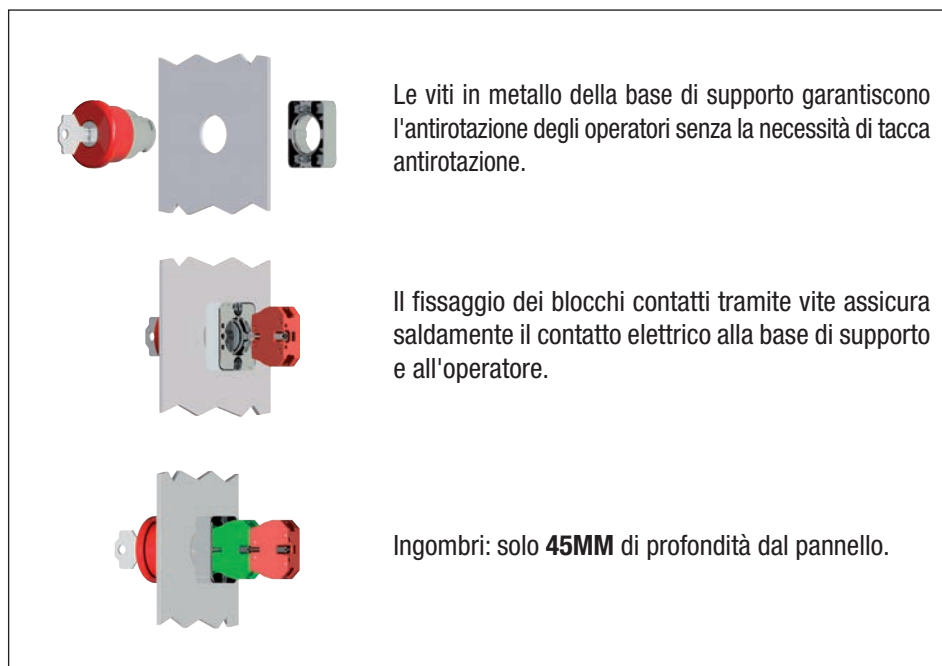 Le viti in metallo della base di supporto garantiscono
l'antirotazione degli operatori senza la necessità di tacca
antirotazione.
Il fissaggio dei blocchi contatti tramite vite assicura
saldamente il contatto elettrico alla base di supporto
e all'operatore.
Ingombri: solo 45MM di profondità dal pannello.